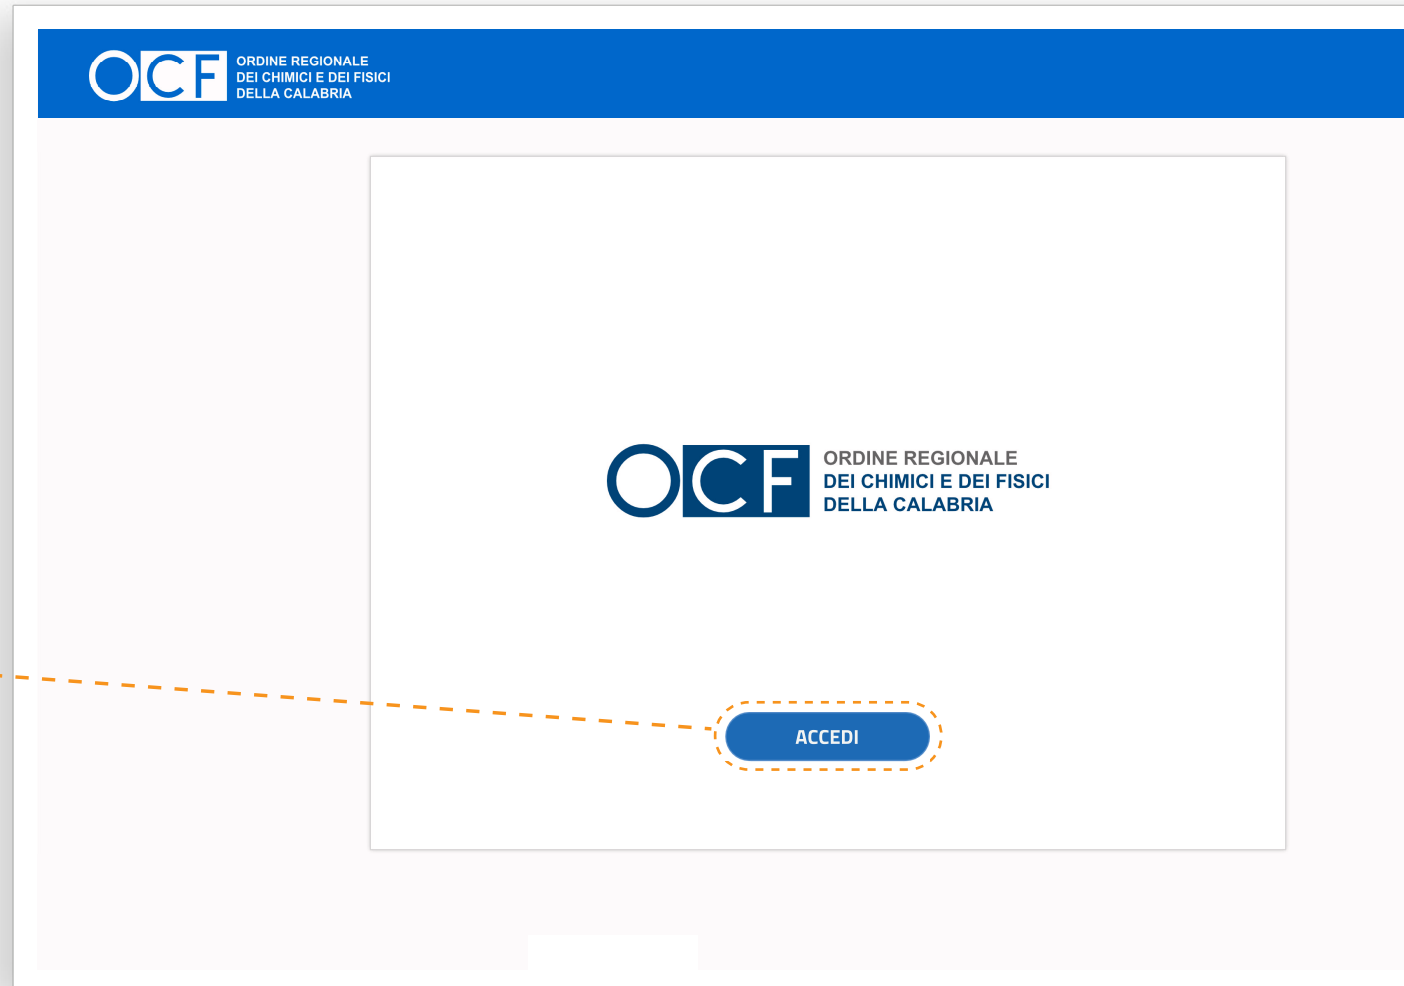 OCF
ORDINE REGIONALE
DEI CHIMICI E DEI FISICI
DELLA CALABRIA
OCF
ORDINE REGIONALE
DEI CHIMICI E DEI FISICI
DELLA CALABRIA
ACCEDI